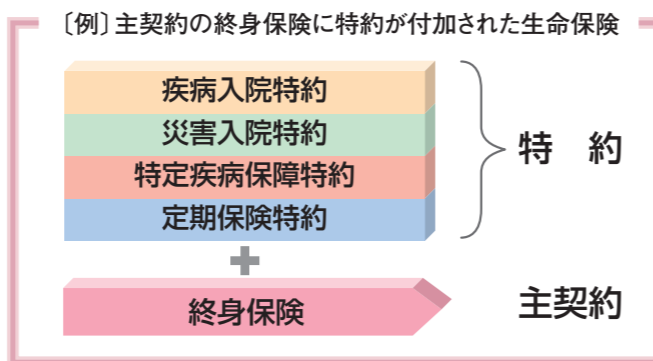 〔例〕主契約の終身保険に特約が付加された生命保険
疾病入院特約
災害入院特約
特定疾病保障特約
定期保険特約
特 約
+
終身保険
主契約